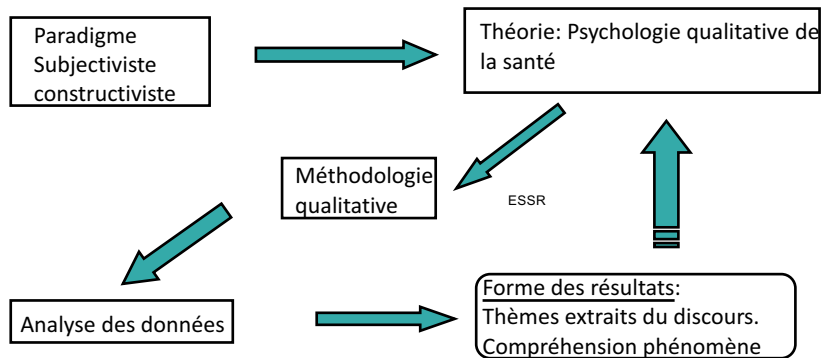 Paradigme
Subjectiviste
constructiviste
Théorie: Psychologie qualitative de
la santé
Méthodologie
qualitative
ESSR
Analyse des données
Forme des résultats:
Thèmes extraits du discours.
Compréhension phénomène